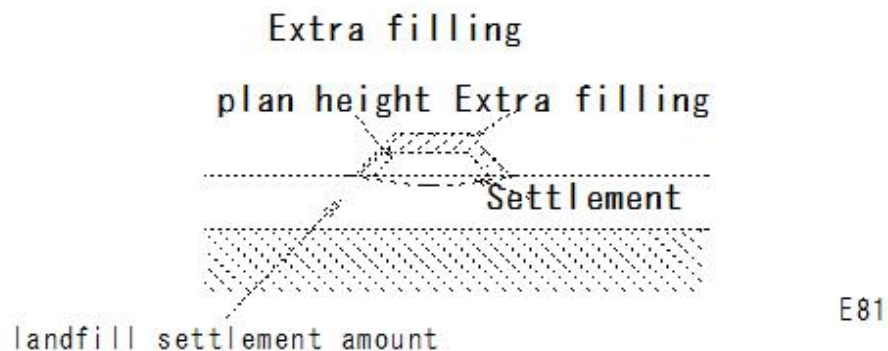 Extra filling
plan height Extra filling
Settlement
E81
landfill settlement amount